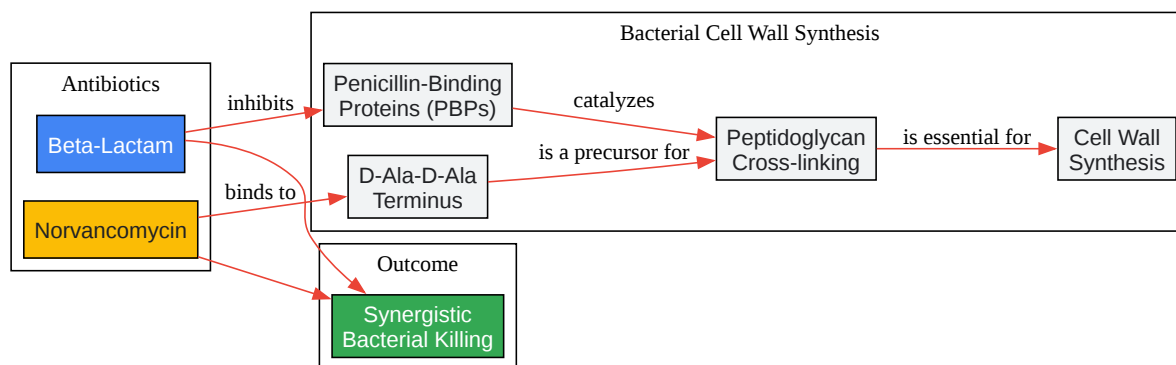 Bacterial Cell Wall Synthesis
Antibiotics
Beta-Lactam
Norvancomycin
inhibits
binds to
Penicillin-Binding
Proteins (PBPs)
D-Ala-D-Ala
Terminus
catalyzes
is a precursor for
Peptidoglycan
Cross-linking
is essential for
Cell Wall
Synthesis
Outcome
Synergistic
Bacterial Killing